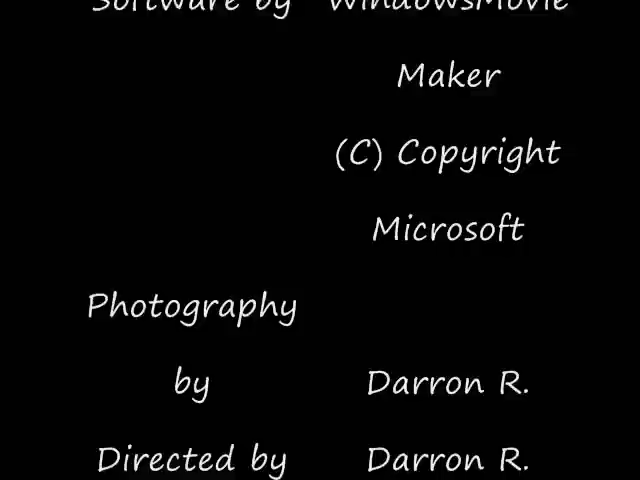 Software by WindowsMovie
Maker
(C) Copyright
Microsoft
Photography
by Darron R.
Directed by Darron R.